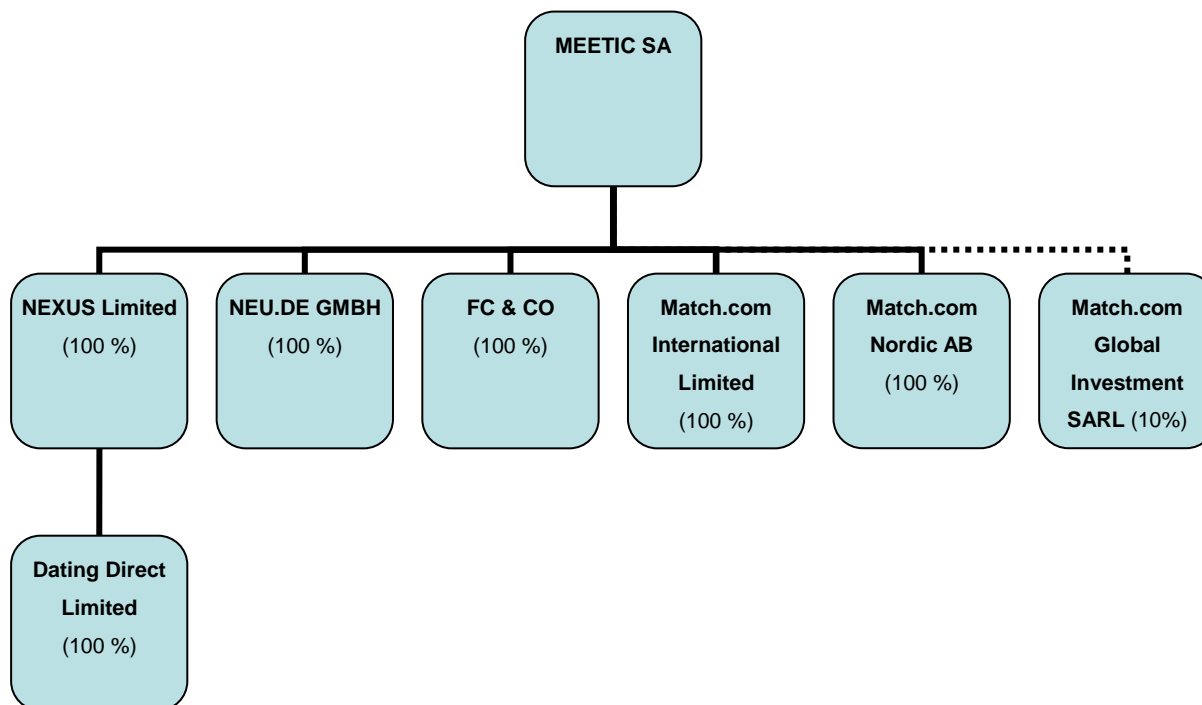 MEETIC SA
NEXUS Limited
(100 %)
NEU.DE GMBH
(100 %)
FC & CO
(100 %)
Match.com
International
Limited
(100 %)
Match.com
Nordic AB
(100 %)
Match.com
Global
Investment
SARL (10%)
Dating Direct
Limited
(100 %)